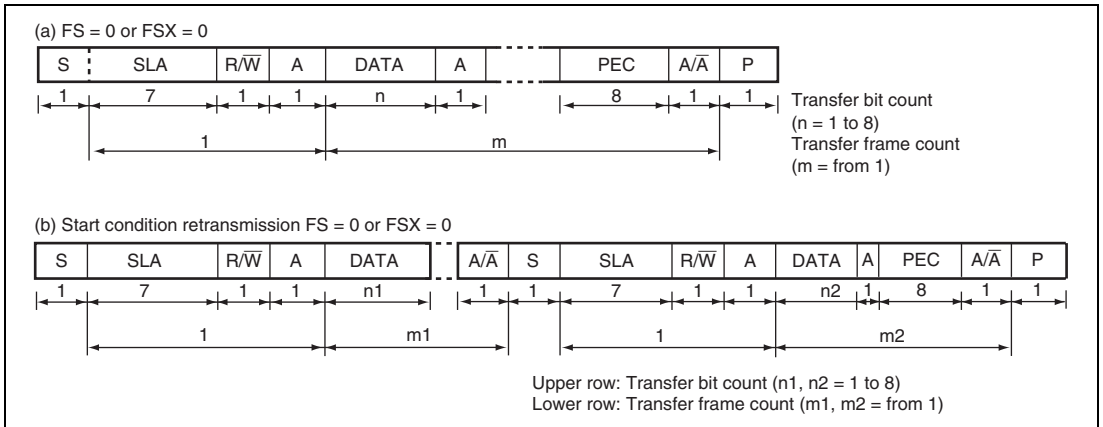 (a) FS = 0 or FSX = 0
S SLA R/W̅ A DATA A PEC A/A̅ P
1 7 1 1 n 1 8 1 1
1 m
Transfer bit count
(n = 1 to 8)
Transfer frame count
(m = from 1)
(b) Start condition retransmission FS = 0 or FSX = 0
S SLA R/W̅ A DATA A/A̅ S SLA R/W̅ A DATA A PEC A/A̅ P
1 7 1 1 n1 1 1 7 1 1 n2 1 8 1 1
1 m1 1 m2
Upper row: Transfer bit count (n1, n2 = 1 to 8)
Lower row: Transfer frame count (m1, m2 = from 1)